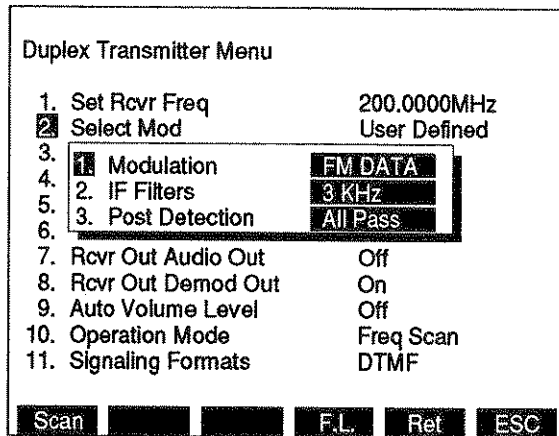 Duplex Transmitter Menu
1. Set Rcvr Freq 200.0000MHz
2. Select Mod User Defined
3.
1. Modulation FM DATA
4.
2. IF Filters 3 KHz
5.
3. Post Detection All Pass
6.
7. Rcvr Out Audio Out Off
8. Rcvr Out Demod Out On
9. Auto Volume Level Off
10. Operation Mode Freq Scan
11. Signaling Formats DTMF
Scan F.L. Ret ESC